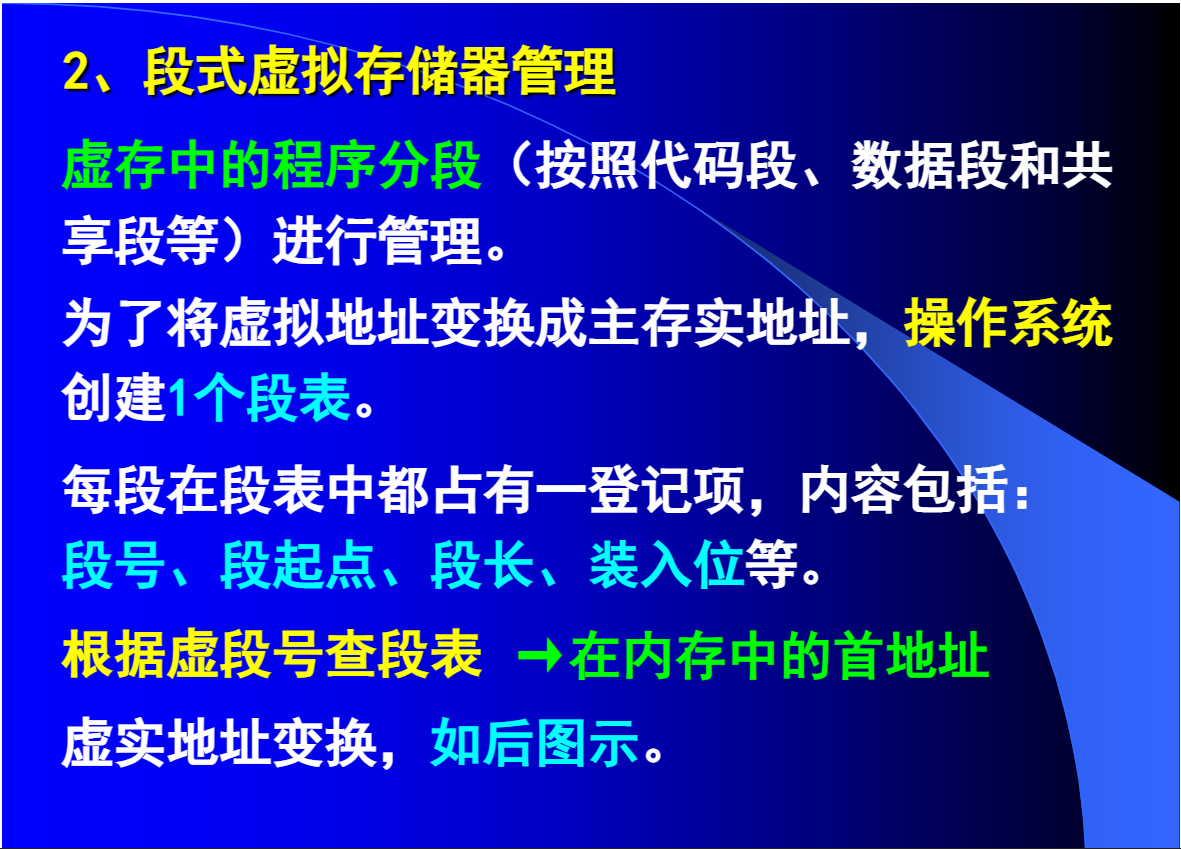 2、段式虚拟存储器管理
虚存中的程序分段（按照代码段、数据段和共
享段等）进行管理。
为了将虚拟地址变换成主存实地址，操作系统
创建1个段表。
每段在段表中都占有一登记项，内容包括：
段号、段起点、段长、装入位等。
根据虚段号查段表 →在内存中的首地址
虚实地址变换，如后图示。